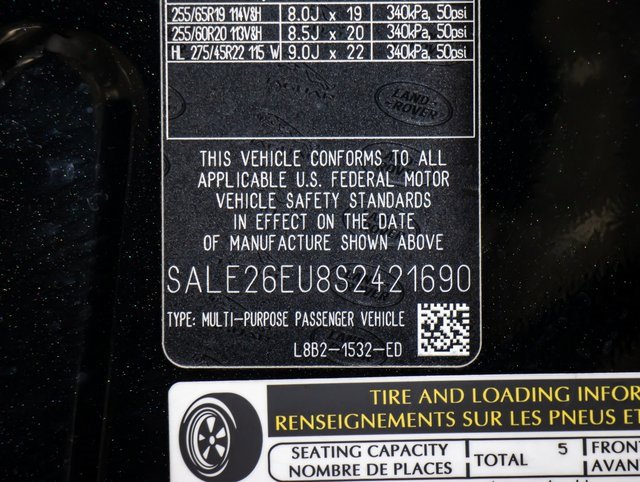 255/65R19 114V&H 8.0J x 19 340kPa, 50psi
255/60R20 113V&H 8.5J x 20 340kPa, 50psi
HL 275/45R22 115 W 9.0J x 22 340kPa, 50psi
LAND-
ROVER
THIS VEHICLE CONFORMS TO ALL
APPLICABLE U.S. FEDERAL MOTOR
VEHICLE SAFETY STANDARDS
IN EFFECT ON THE DATE
OF MANUFACTURE SHOWN ABOVE
SALE26EU8S2421690
TYPE: MULTI-PURPOSE PASSENGER VEHICLE
L8B2-1532-ED
TIRE AND LOADING INFOR
RENSEIGNEMENTS SUR LES PNEUS ET
SEATING CAPACITY
NOMBRE DE PLACES
TOTAL 5
FRONT
AVAN